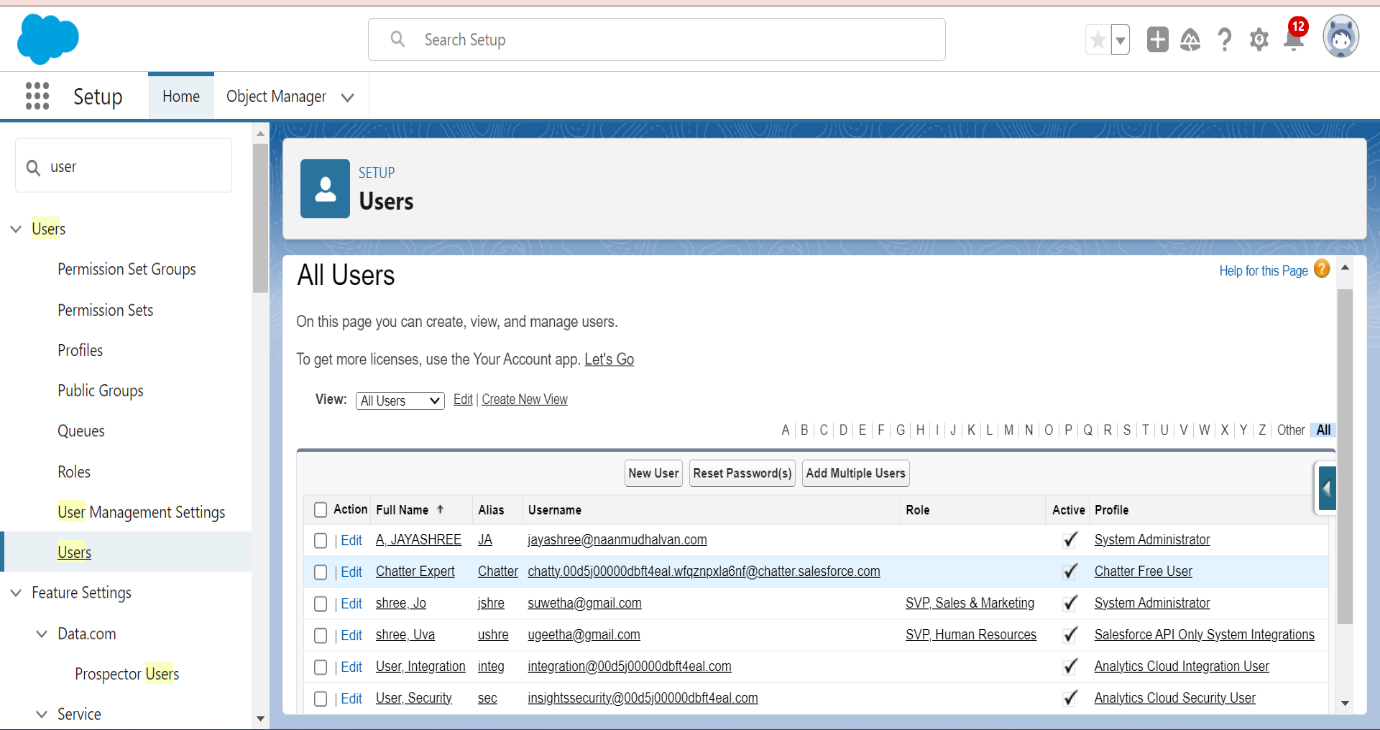 Search Setup
12
Setup
Home
Object Manager
user
Users
Permission Set Groups
Permission Sets
Profiles
Public Groups
Queues
Roles
User Management Settings
Users
Feature Settings
Data.com
Prospector Users
Service
SETUP
Users
All Users
Help for this Page ?
On this page you can create, view, and manage users.
To get more licenses, use the Your Account app. Let's Go
View: All Users Edit | Create New View
A | B | C | D | E | F | G | H | I | J | K | L | M | N | O | P | Q | R | S | T | U | V | W | X | Y | Z | Other | All
New User Reset Password(s) Add Multiple Users
Action Full Name ↑ Alias Username Role Active Profile
| Edit A, JAYASHREE JA jayashree@naanmudhalvan.com System Administrator
| Edit Chatter Expert Chatter chatty.00d5j00000dbft4eal.wfqznpxla6nf@chatter.salesforce.com Chatter Free User
| Edit shree, Jo jshre suwetha@gmail.com SVP, Sales & Marketing System Administrator
| Edit shree, Uva ushre ugeetha@gmail.com SVP, Human Resources Salesforce API Only System Integrations
| Edit User, Integration integ integration@00d5j00000dbft4eal.com Analytics Cloud Integration User
| Edit User, Security sec insightssecurity@00d5j00000dbft4eal.com Analytics Cloud Security User